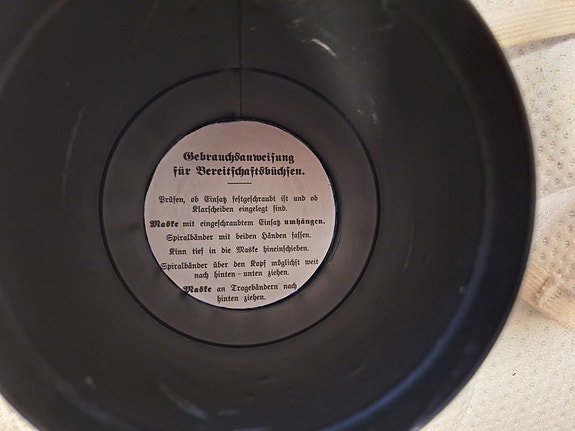 Gebrauchsanweisung
für Bereitschaftsbüchsen.
Prüfen, ob Einsatz festgeschraubt ist und ob
Klarscheiben eingelegt sind.
Maske mit eingeschraubtem Einsatz umhängen.
Spiralbänder mit beiden Händen fassen.
Kinn tief in die Maske hineinschieben.
Spiralbänder über den Kopf möglichst weit
nach hinten-unten ziehen.
Maske an Tragebändern nach
hinten ziehen.